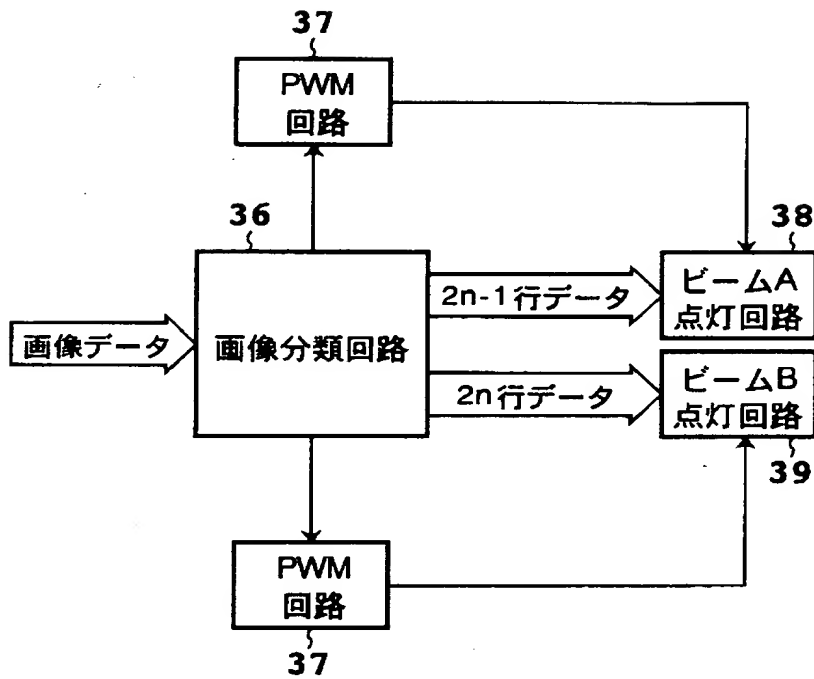 37
PWM
回路
36
38
画像データ
画像分類回路
2n-1行データ
ビームA
点灯回路
2n行データ
ビームB
点灯回路
39
PWM
回路
37